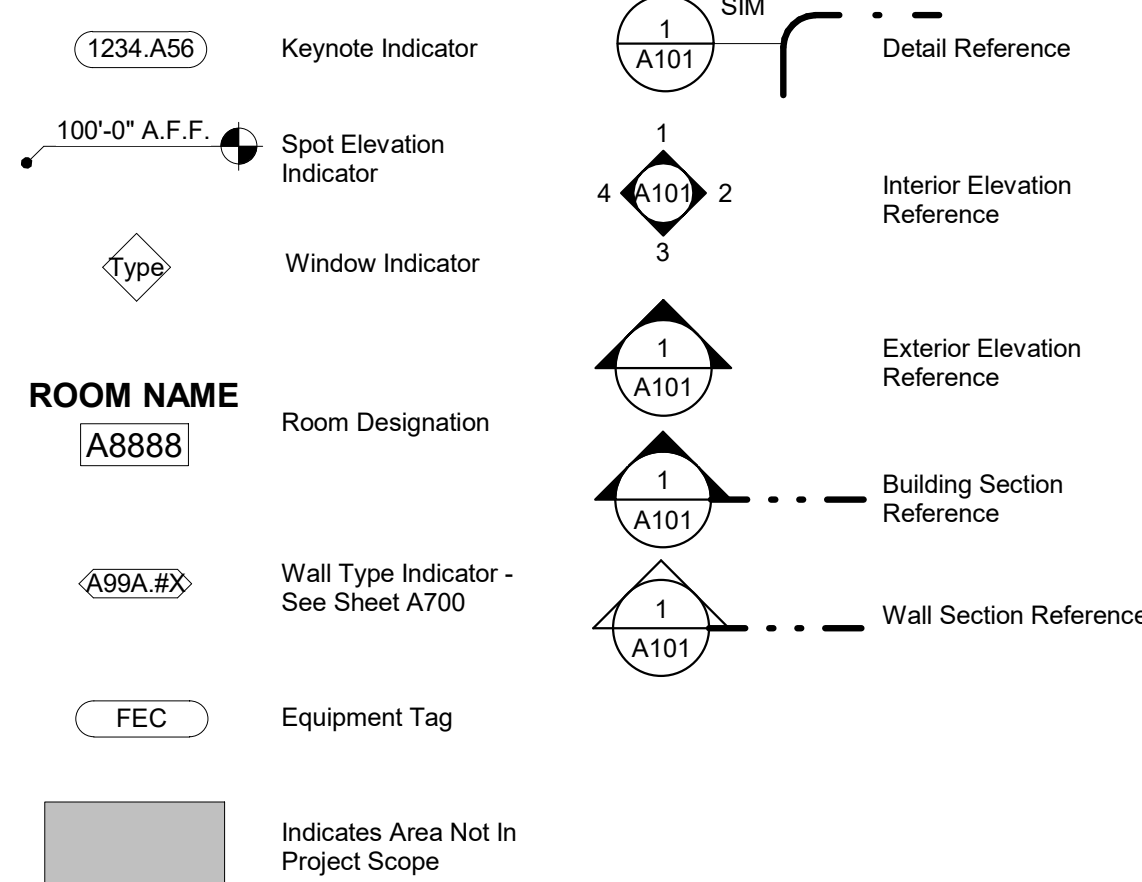 1234.A56
Keynote Indicator
100'-0" A.F.F.
Spot Elevation
Indicator
Type
Window Indicator
ROOM NAME
A8888
Room Designation
A99A.#X
Wall Type Indicator -
See Sheet A700
FEC
Equipment Tag
Indicates Area Not In
Project Scope
SIM
1
A101
Detail Reference
1
4 A101 2
3
Interior Elevation
Reference
1
A101
Exterior Elevation
Reference
1
A101
Building Section
Reference
1
A101
Wall Section Reference